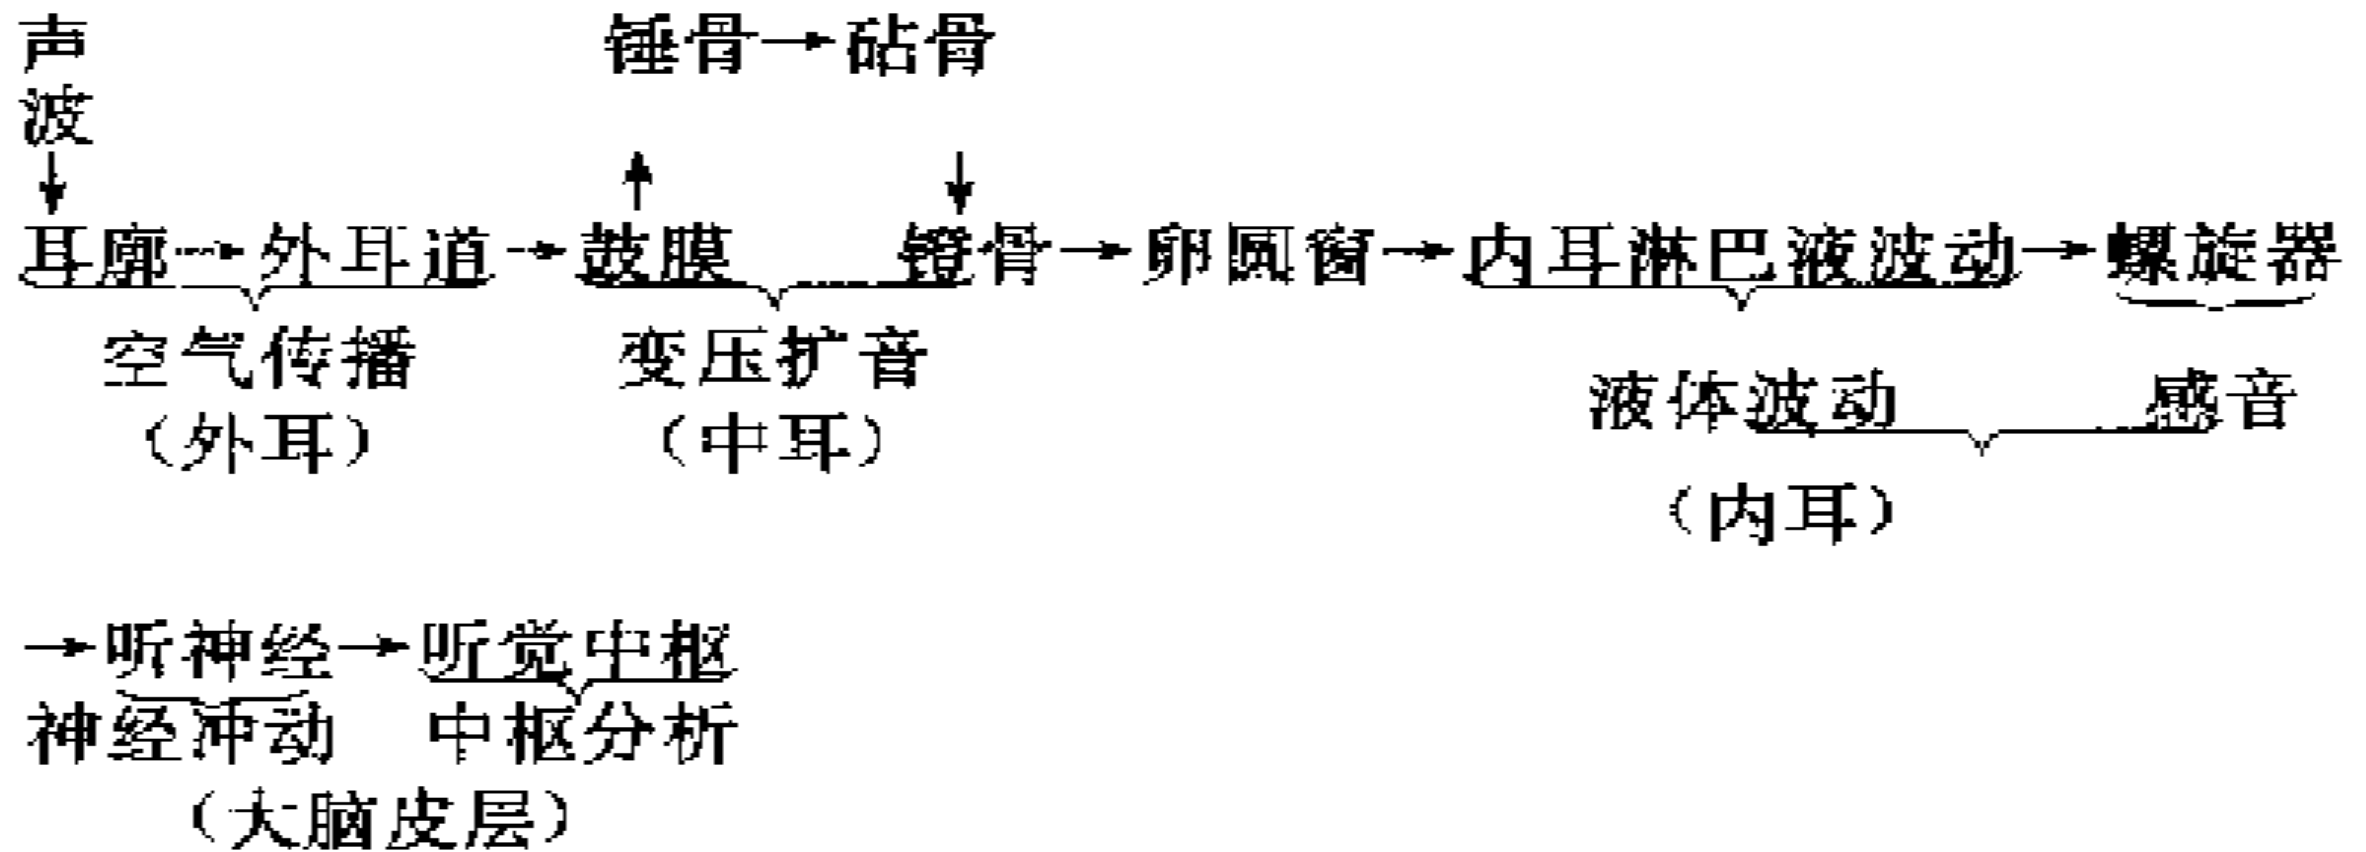 声
波
锤骨→砧骨
↓ ↑ ↓
耳廓→外耳道→鼓膜 镫骨→卵圆窗→内耳淋巴液波动→螺旋器
空气传播 变压扩音
液体波动 感音
(外耳) (中耳)
(内耳)
→听神经→听觉中枢
神经冲动 中枢分析
(大脑皮层)